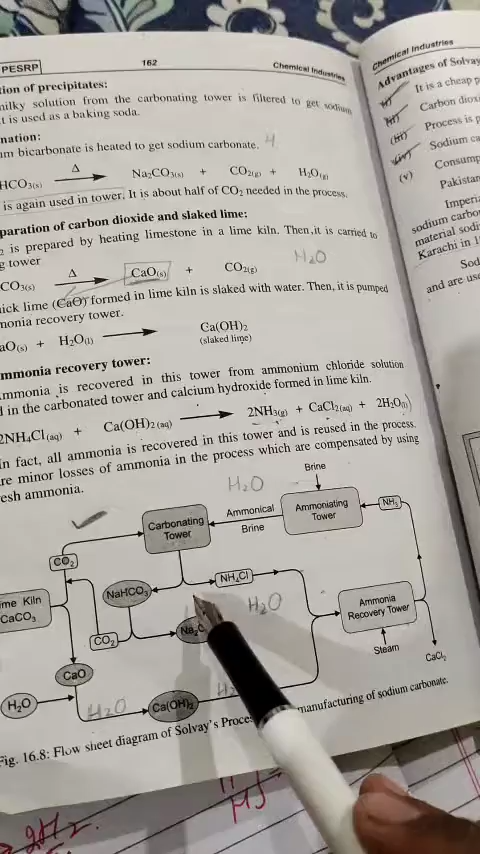 PESRP 162 Chemical Industries
tion of precipitates:
milky solution from the carbonating tower is filtered to get sodium
t is used as a baking soda.
nation:
um bicarbonate is heated to get sodium carbonate. 4
HCO3(s) Δ Na2CO3(s) + CO2(g) + H2O(g)
is again used in tower. It is about half of CO2 needed in the process.
paration of carbon dioxide and slaked lime:
2 is prepared by heating limestone in a lime kiln. Then, it is carried to
g tower H2O
CO3(s) Δ CaO(s) + CO2(g)
ick lime (CaO) formed in lime kiln is slaked with water. Then, it is pumped
monia recovery tower.
aO(s) + H2O(l) Ca(OH)2
(slaked lime)
mmonia recovery tower:
mmonia is recovered in this tower from ammonium chloride solution
d in the carbonated tower and calcium hydroxide formed in lime kiln.
2NH4Cl(aq) + Ca(OH)2(aq) 2NH3(g) + CaCl2(aq) + 2H2O(l)
In fact, all ammonia is recovered in this tower and is reused in the process.
re minor losses of ammonia in the process which are compensated by using
esh ammonia.
H2O
Brine
Carbonating
Tower
Ammonical
Brine
Ammoniating
Tower
NH3
CO2
me Kiln
CaCO3
NaHCO3
NH4Cl
H2O
CO2
Na2C
Ammonia
Recovery Tower
Steam
CaCl2
CaO
H2O
H2O
Ca(OH)2
Fig. 16.8: Flow sheet diagram of Solvay's Proce manufacturing of sodium carbonate.
Chemical Industries
Advantages of Solvay
It is a cheap p
Carbon diox
(iii) Process is p
(iv) Sodium ca
(v) Consump
Pakistan
Imperi
sodium carbo
material sodi
Karachi in 1
Sod
and are use